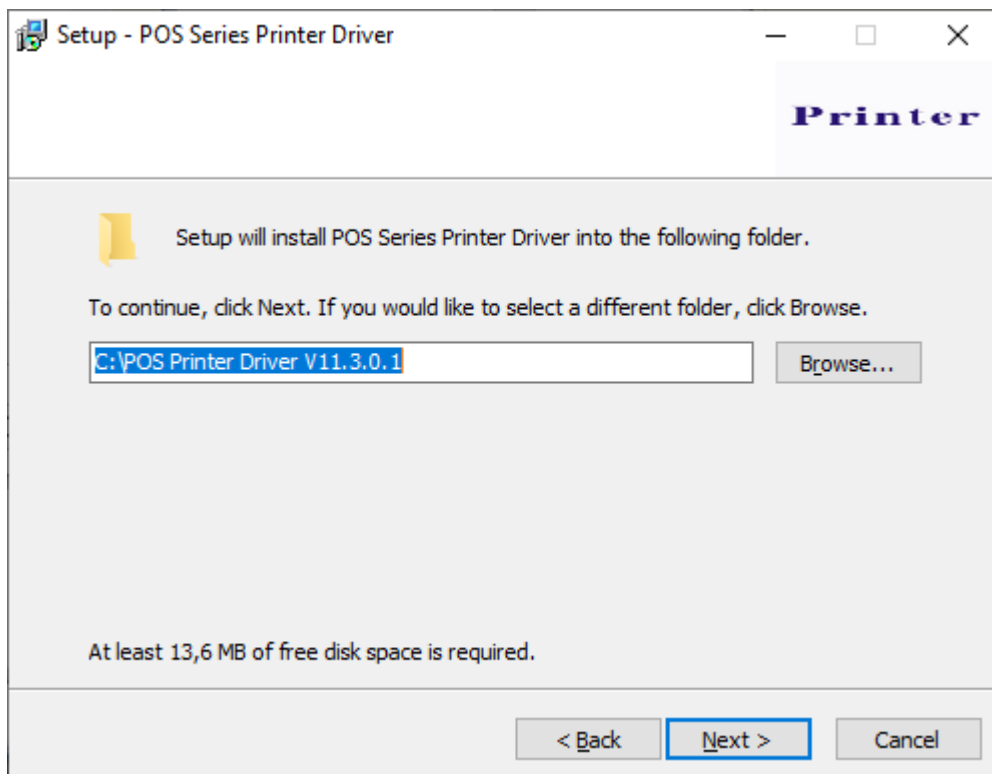 Setup - POS Series Printer Driver
Printer
Setup will install POS Series Printer Driver into the following folder.
To continue, click Next. If you would like to select a different folder, click Browse.
C:\POS Printer Driver V11.3.0.1
Browse...
At least 13,6 MB of free disk space is required.
< Back
Next >
Cancel